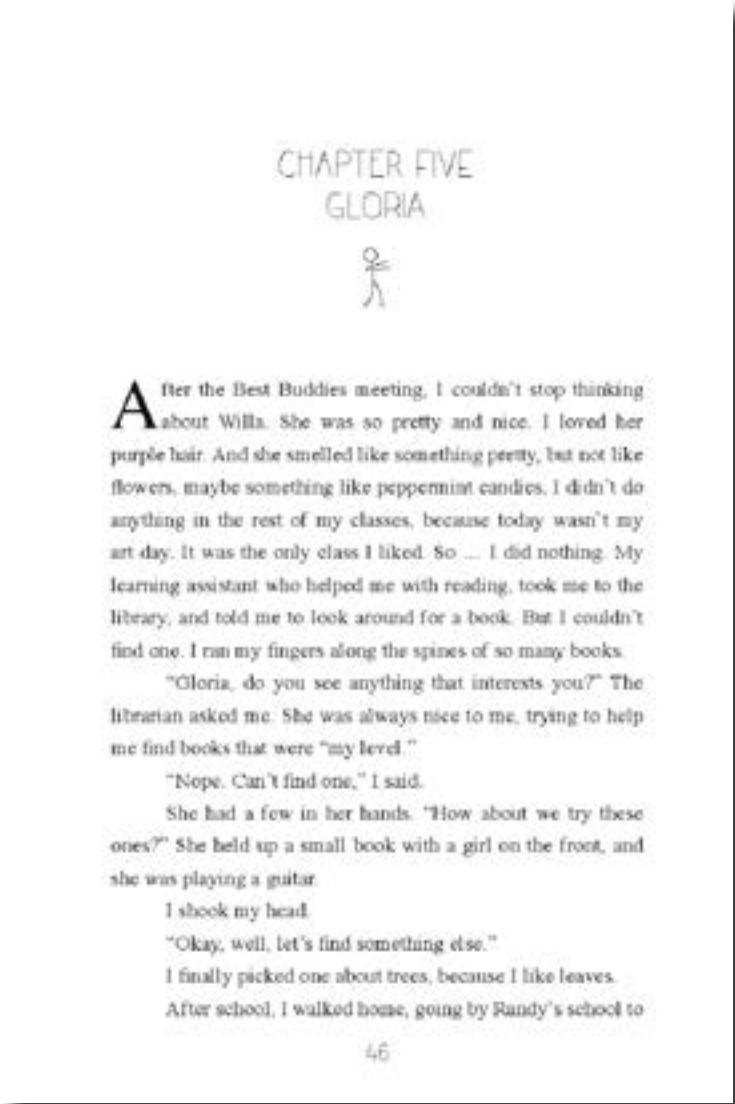 CHAPTER FIVE
GLORIA
After the Best Buddies meeting, I couldn't stop thinking
about Willa. She was so pretty and nice. I loved her
purple hair. And she smelled like something pretty, but not like
flowers, maybe something like peppermint candies. I didn't do
anything in the rest of my classes, because today wasn't my
art day. It was the only class I liked. So ... I did nothing. My
learning assistant who helped me with reading, took me to the
library, and told me to look around for a book. But I couldn't
find one. I ran my fingers along the spines of so many books.
"Gloria, do you see anything that interests you?" The
librarian asked me. She was always nice to me, trying to help
me find books that were "my level."
"Nope. Can't find one," I said.
She had a few in her hands. "How about we try these
ones?" She held up a small book with a girl on the front, and
she was playing a guitar.
I shook my head.
"Okay, well, let's find something else."
I finally picked one about trees, because I like leaves.
After school, I walked home, going by Randy's school to
46